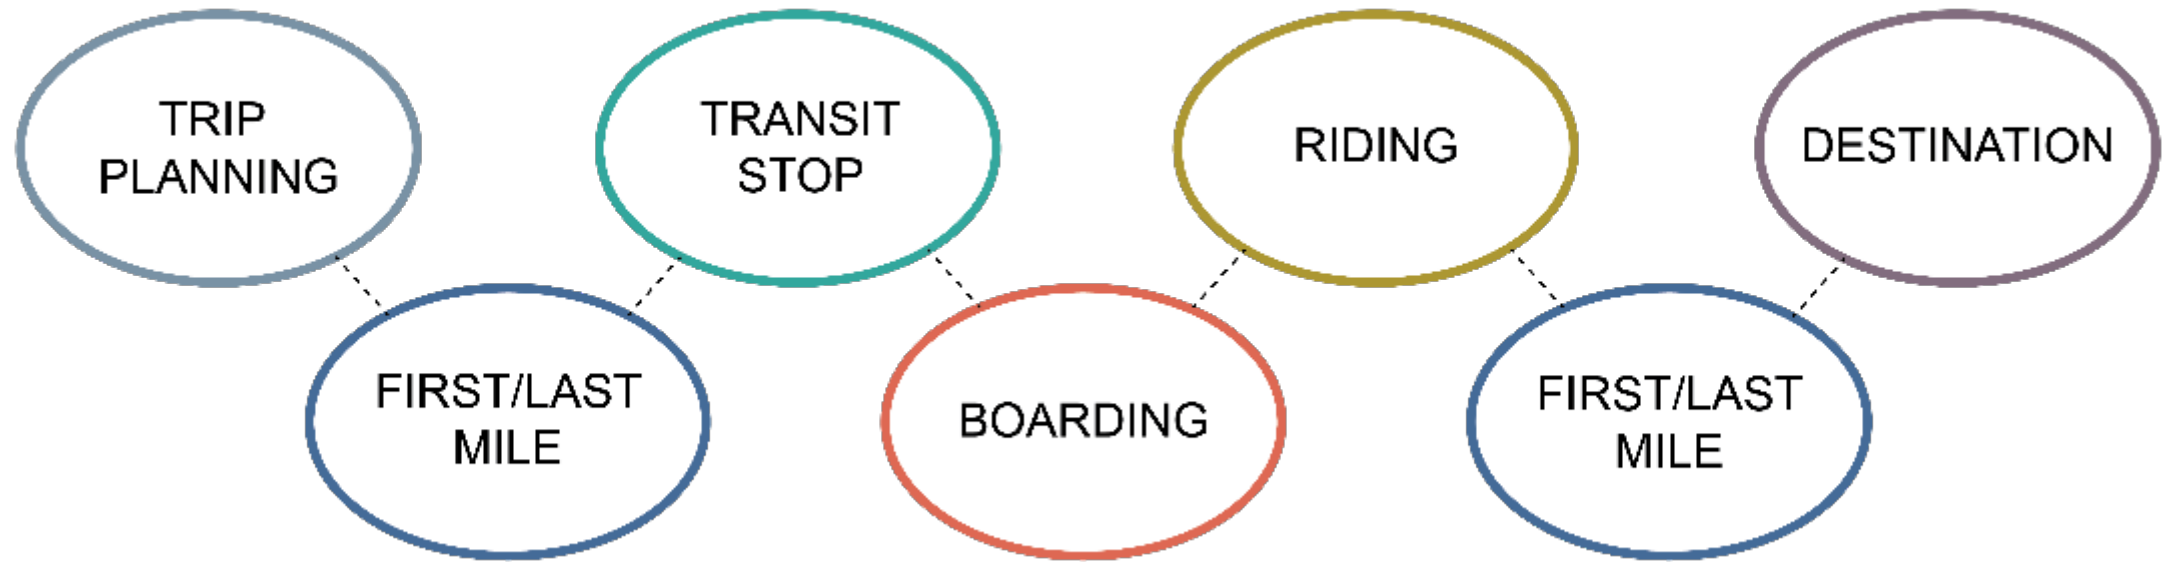 TRIP
PLANNING
FIRST/LAST
MILE
TRANSIT
STOP
BOARDING
RIDING
FIRST/LAST
MILE
DESTINATION